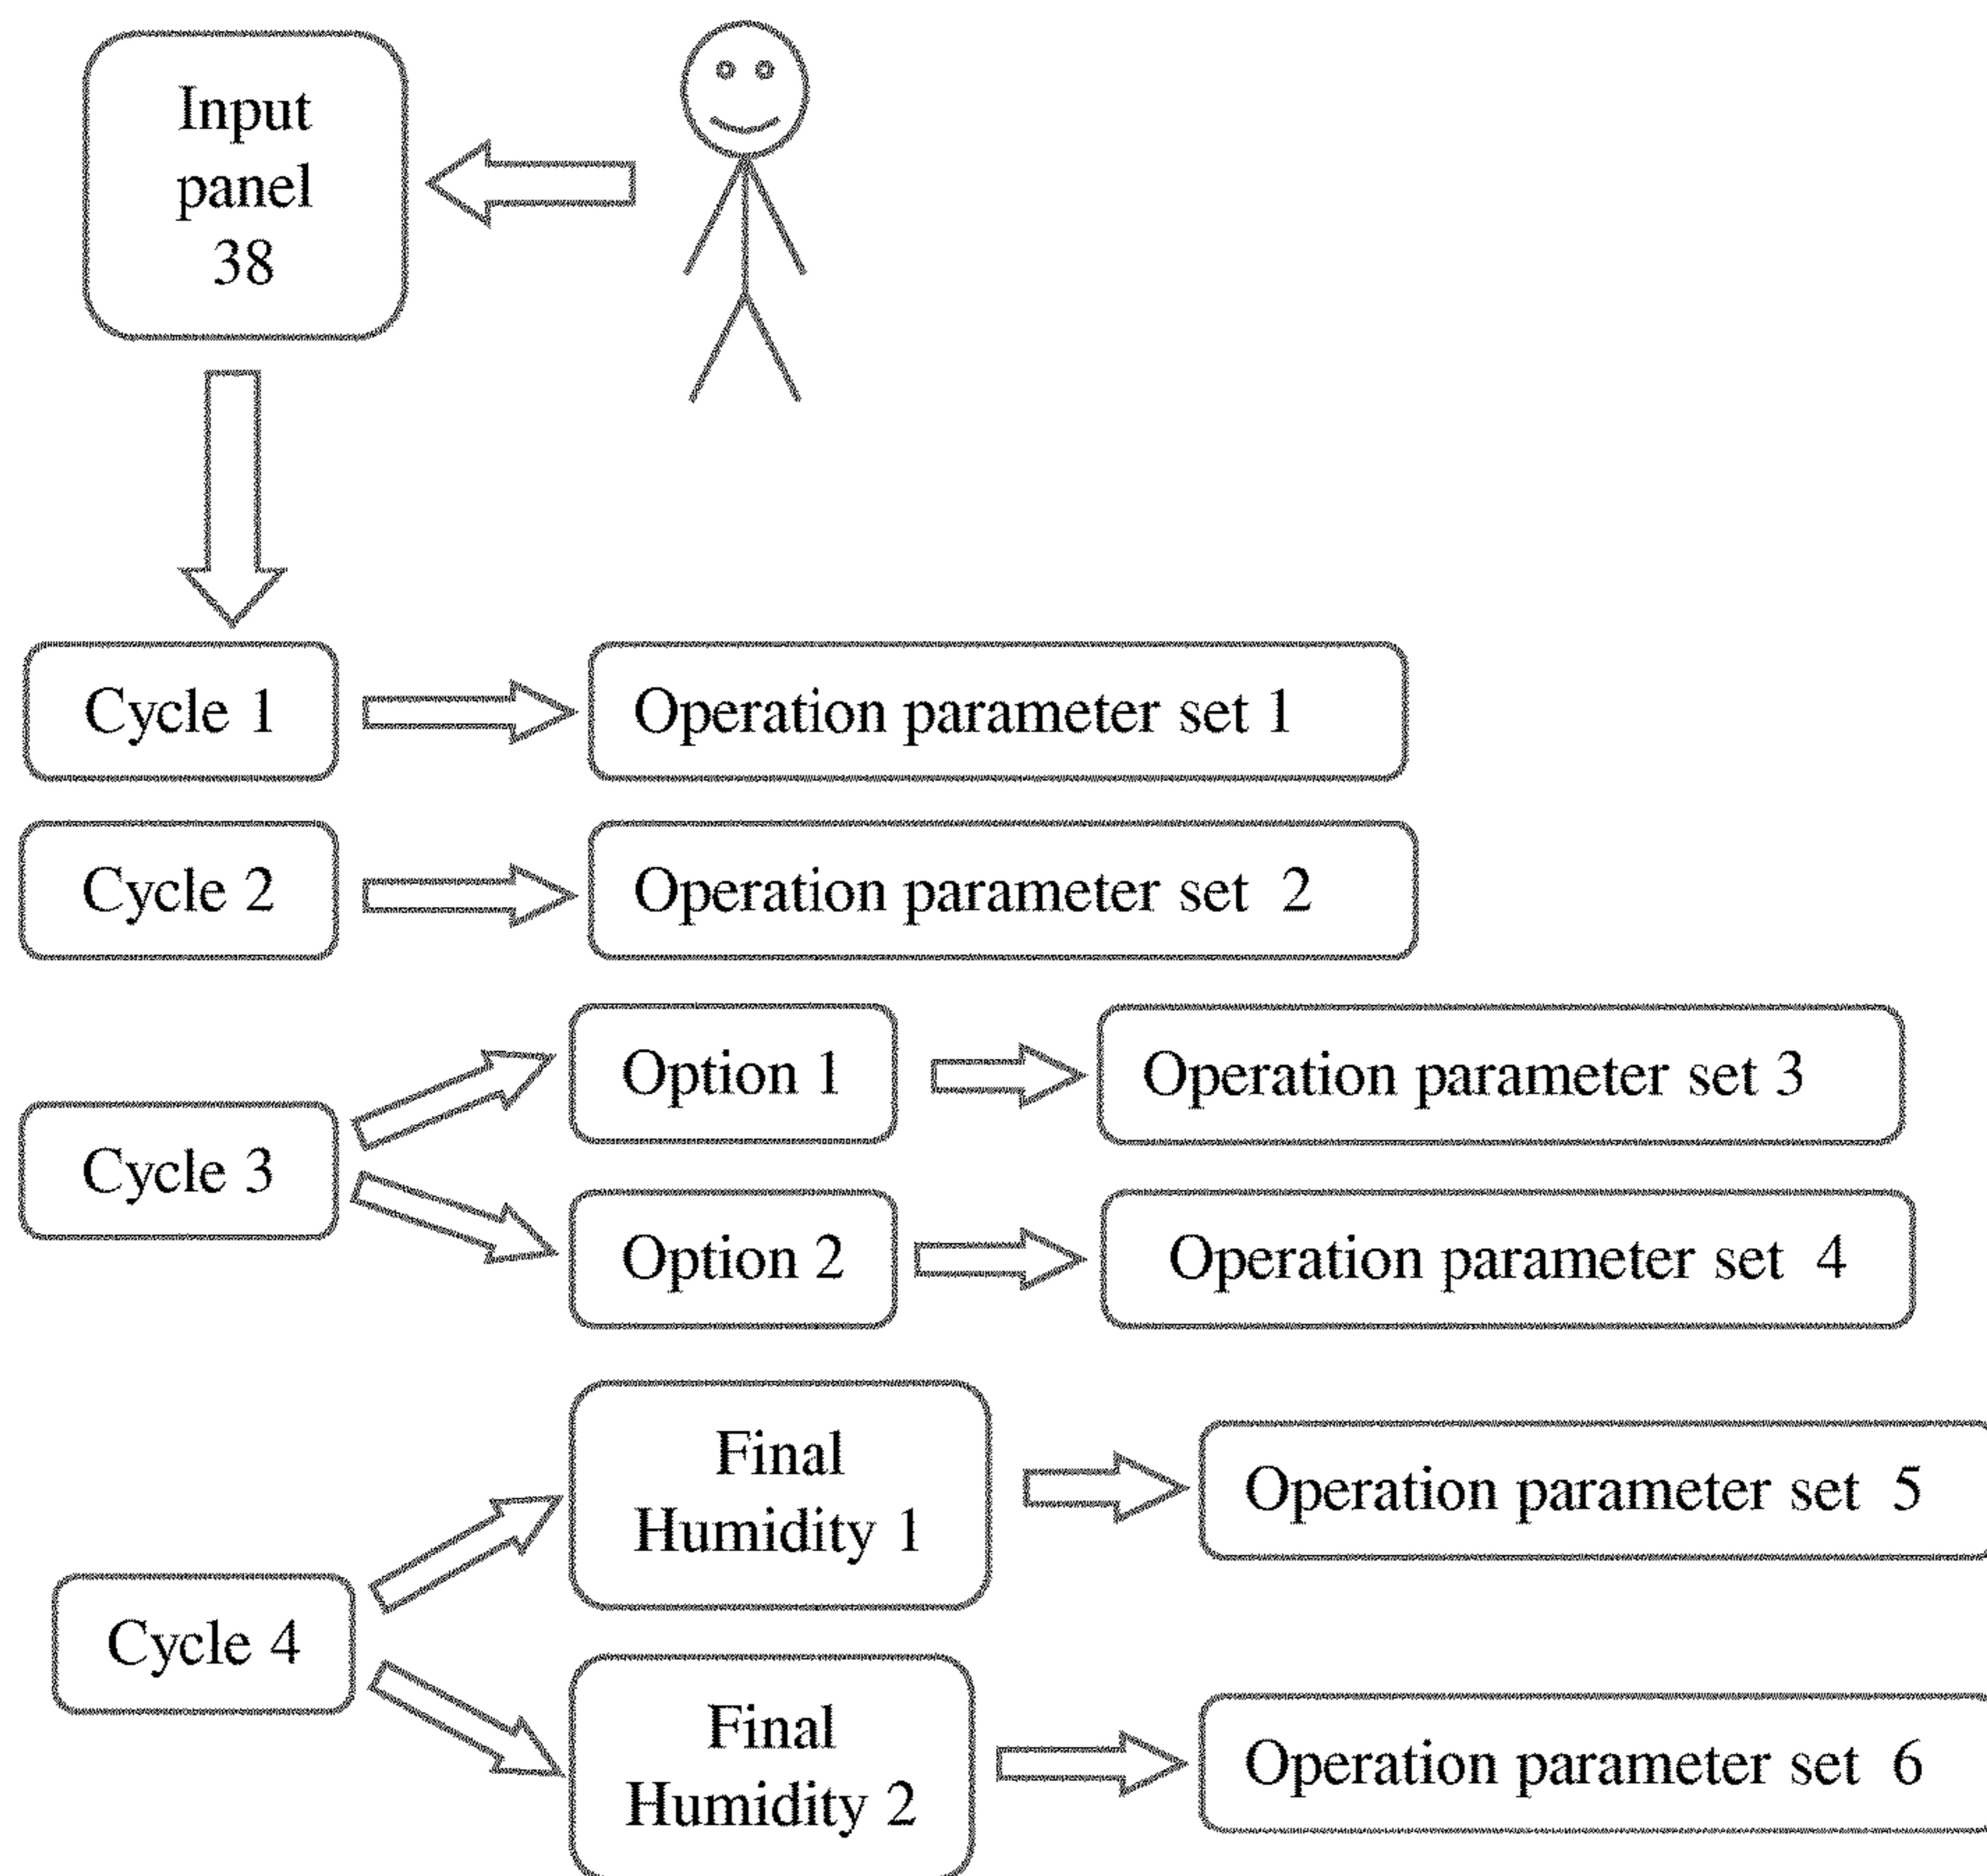 Input
panel
38
Cycle 1
Operation parameter set 1
Cycle 2
Operation parameter set 2
Cycle 3
Option 1
Operation parameter set 3
Option 2
Operation parameter set 4
Cycle 4
Final
Humidity 1
Operation parameter set 5
Final
Humidity 2
Operation parameter set 6